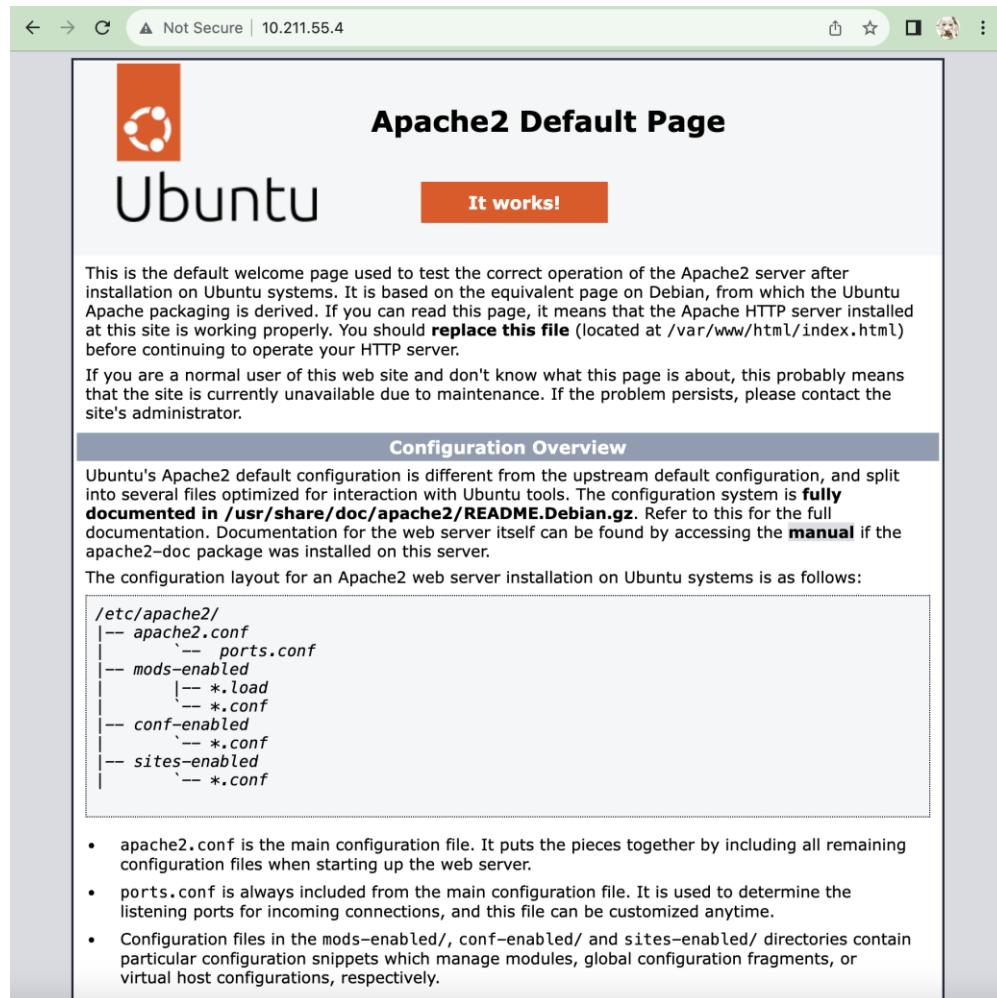 Not Secure | 10.211.55.4
Apache2 Default Page
Ubuntu
It works!
This is the default welcome page used to test the correct operation of the Apache2 server after
installation on Ubuntu systems. It is based on the equivalent page on Debian, from which the Ubuntu
Apache packaging is derived. If you can read this page, it means that the Apache HTTP server installed
at this site is working properly. You should replace this file (located at /var/www/html/index.html)
before continuing to operate your HTTP server.
If you are a normal user of this web site and don't know what this page is about, this probably means
that the site is currently unavailable due to maintenance. If the problem persists, please contact the
site's administrator.
Configuration Overview
Ubuntu's Apache2 default configuration is different from the upstream default configuration, and split
into several files optimized for interaction with Ubuntu tools. The configuration system is fully
documented in /usr/share/doc/apache2/README.Debian.gz. Refer to this for the full
documentation. Documentation for the web server itself can be found by accessing the manual if the
apache2-doc package was installed on this server.
The configuration layout for an Apache2 web server installation on Ubuntu systems is as follows:
/etc/apache2/
|-- apache2.conf
|       `--  ports.conf
|-- mods-enabled
|       |-- *.load
|       `-- *.conf
|-- conf-enabled
|       `-- *.conf
|-- sites-enabled
|       `-- *.conf
• apache2.conf is the main configuration file. It puts the pieces together by including all remaining
configuration files when starting up the web server.
• ports.conf is always included from the main configuration file. It is used to determine the
listening ports for incoming connections, and this file can be customized anytime.
• Configuration files in the mods-enabled/, conf-enabled/ and sites-enabled/ directories contain
particular configuration snippets which manage modules, global configuration fragments, or
virtual host configurations, respectively.